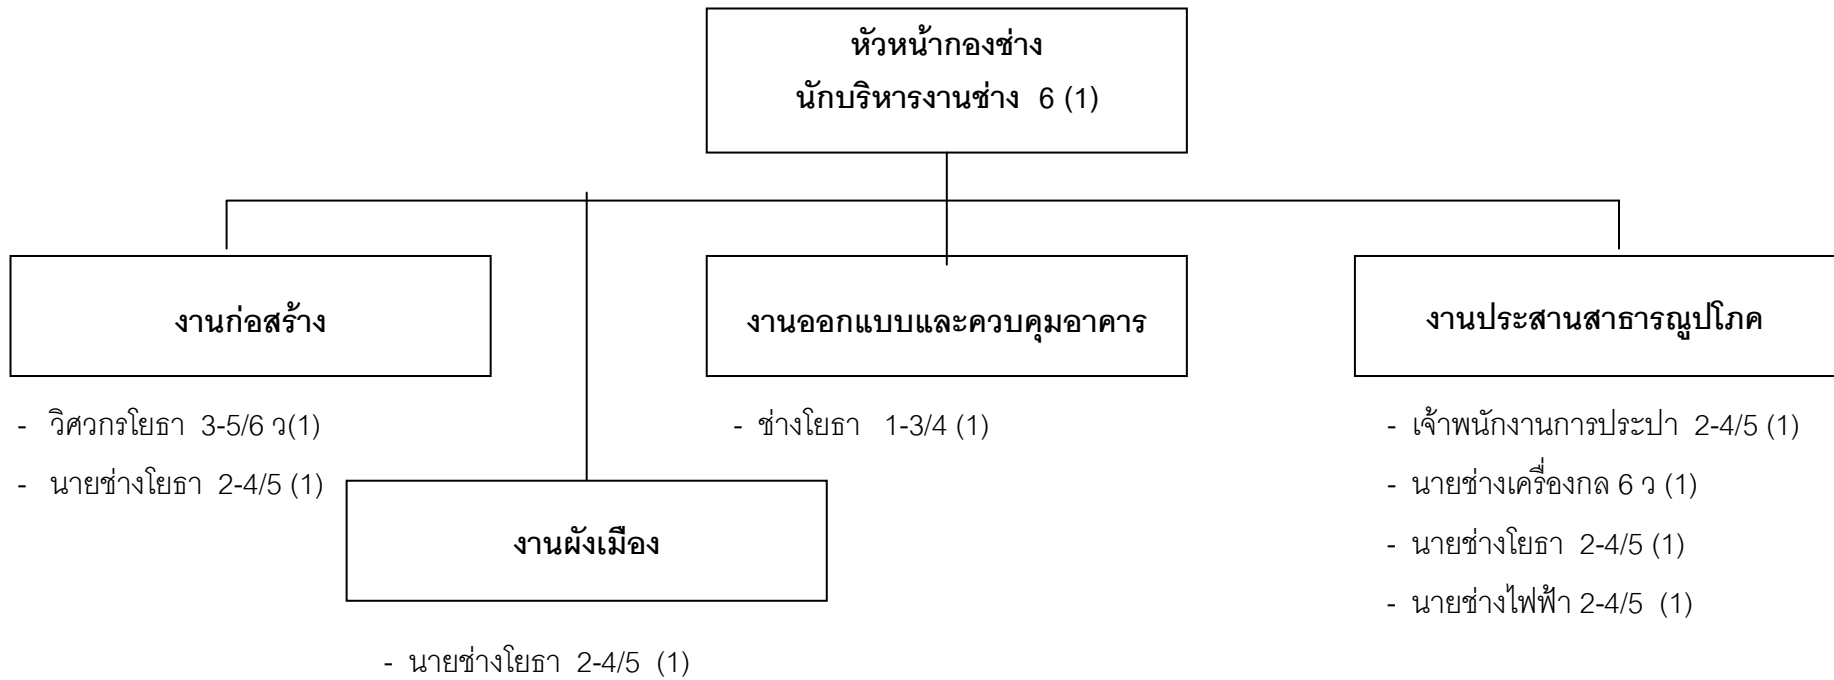 หัวหน้ากองช่าง
นักบริหารงานช่าง 6 (1)
งานก่อสร้าง
- วิศวกรโยธา 3-5/6 ว(1)
- นายช่างโยธา 2-4/5 (1)
งานผังเมือง
- นายช่างโยธา 2-4/5 (1)
งานออกแบบและควบคุมอาคาร
- ช่างโยธา 1-3/4 (1)
งานประสานสาธารณูปโภค
- เจ้าพนักงานการประปา 2-4/5 (1)
- นายช่างเครื่องกล 6 ว (1)
- นายช่างโยธา 2-4/5 (1)
- นายช่างไฟฟ้า 2-4/5 (1)